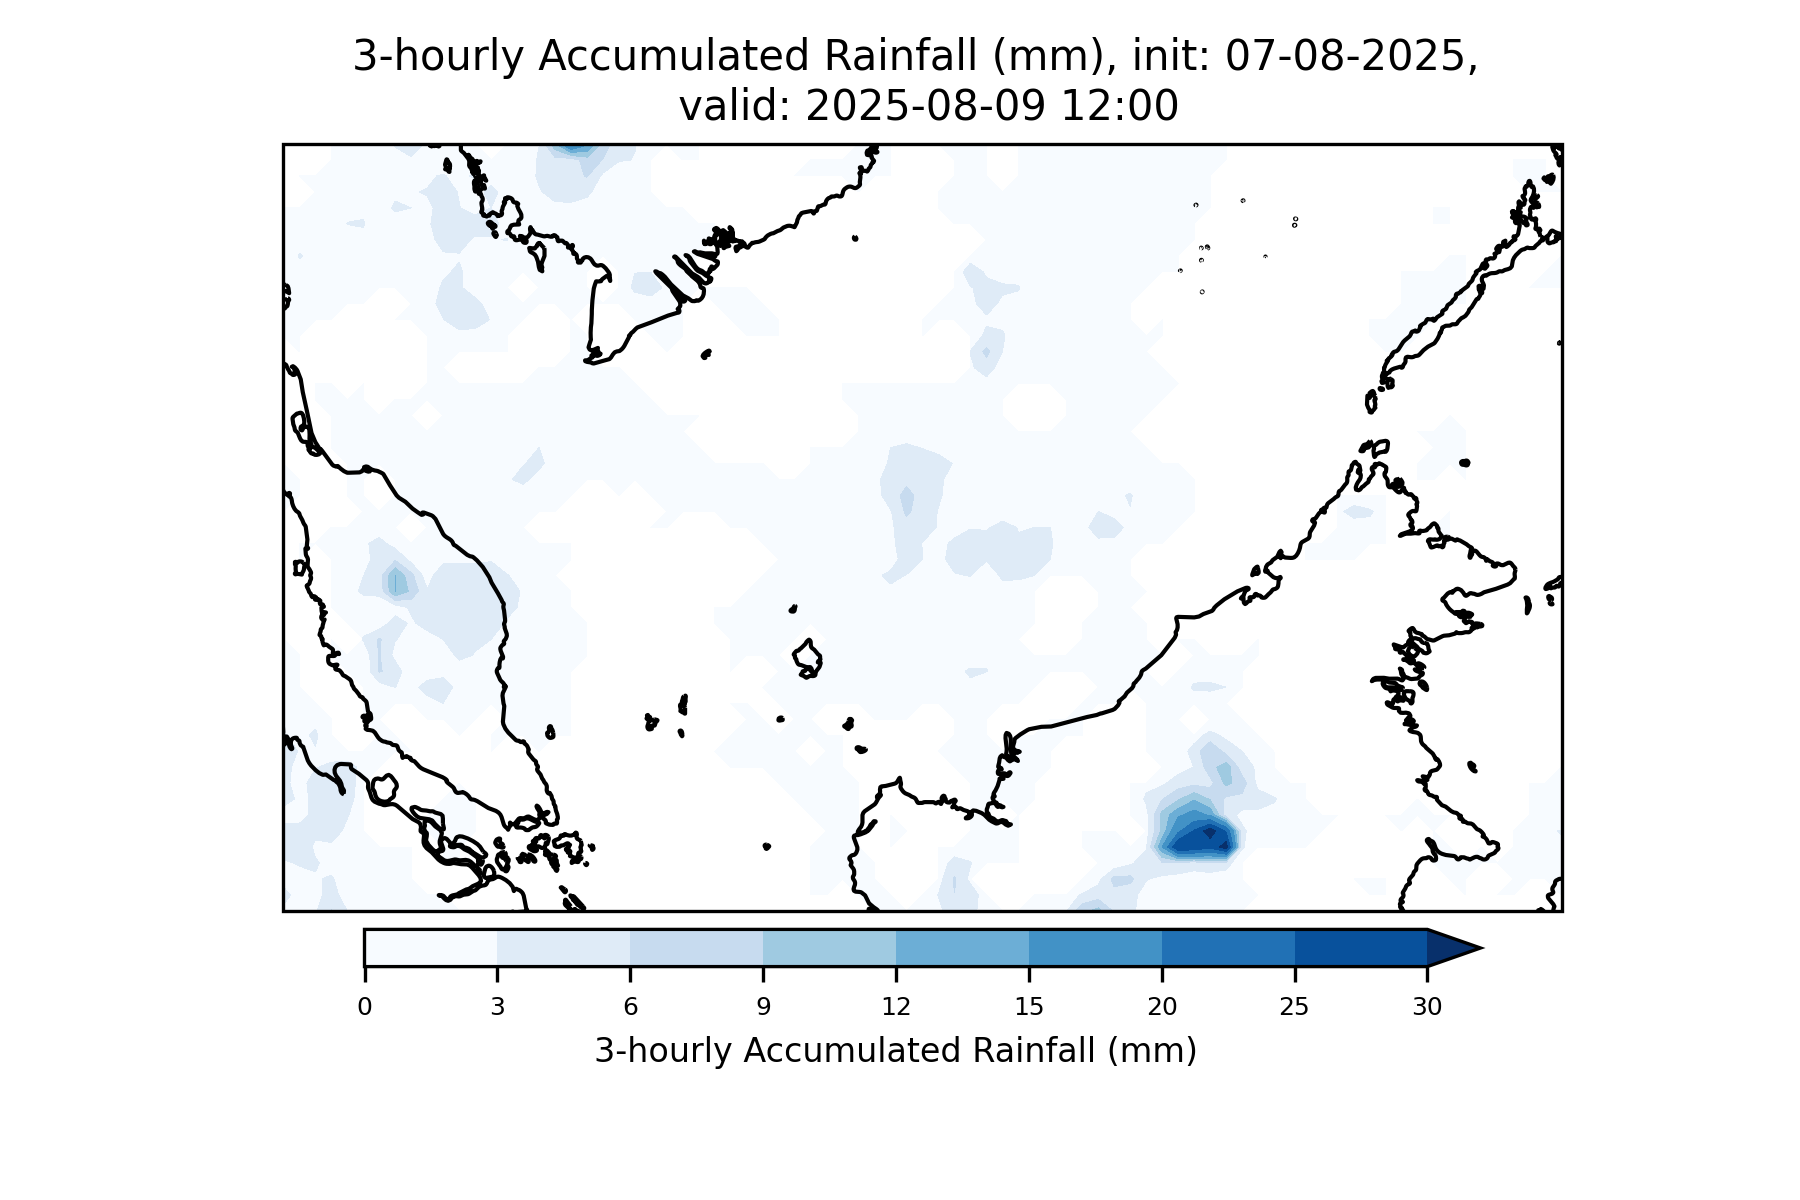 3-hourly Accumulated Rainfall (mm), init: 07-08-2025,
valid: 2025-08-09 12:00
0 3 6 9 12 15 20 25 30
3-hourly Accumulated Rainfall (mm)